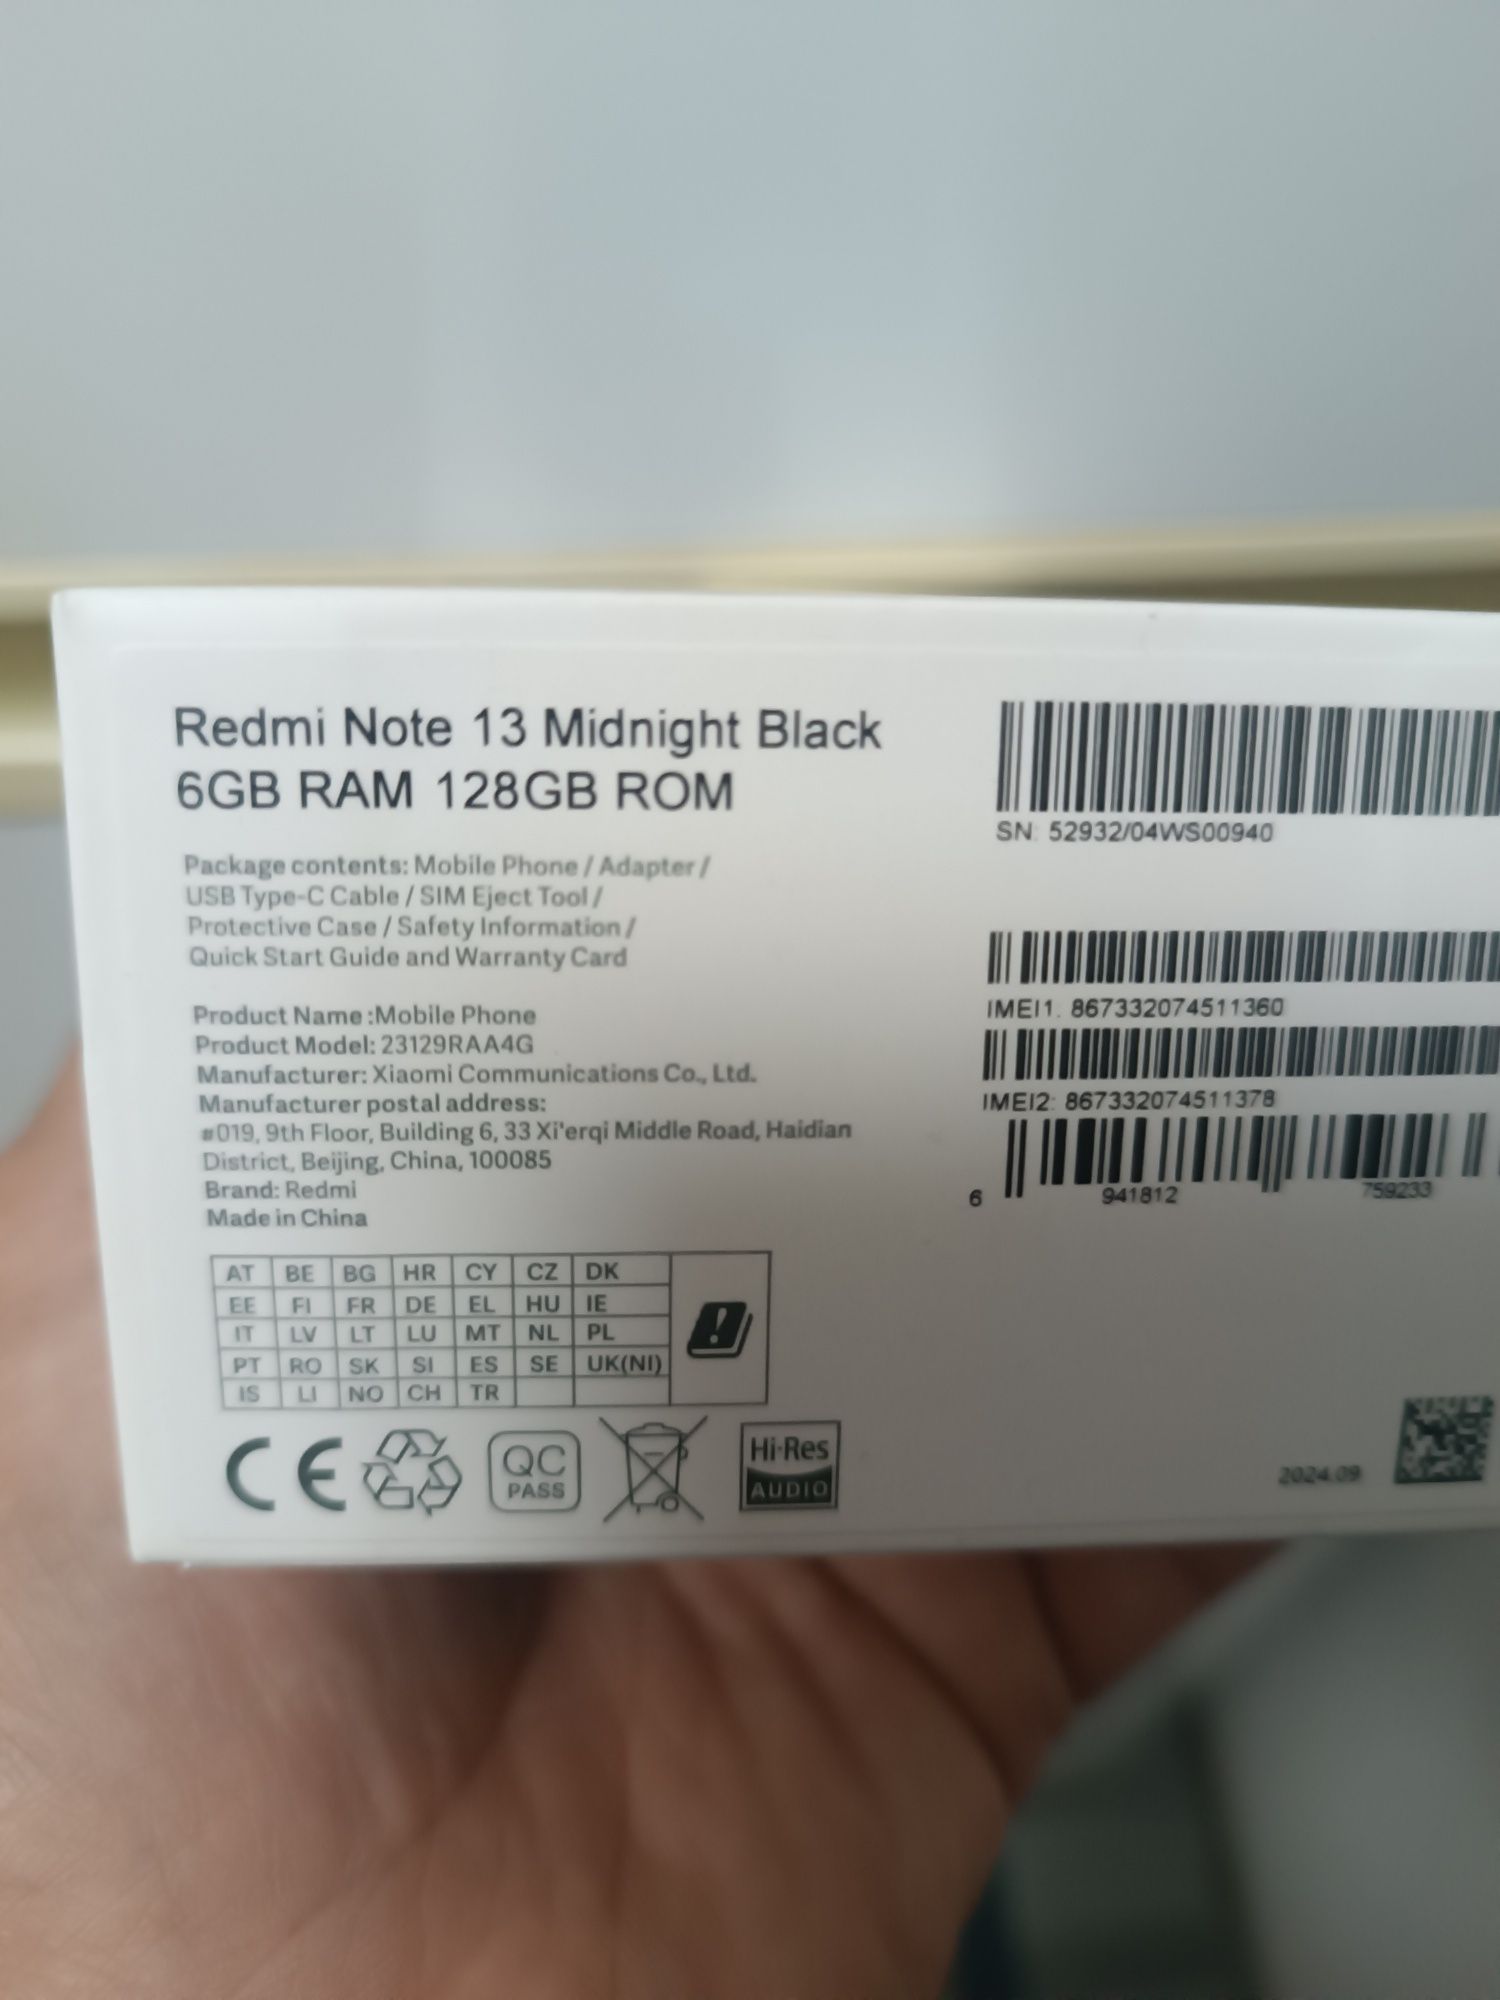 Redmi Note 13 Midnight Black
6GB RAM 128GB ROM
Package contents: Mobile Phone / Adapter /
USB Type-C Cable / SIM Eject Tool /
Protective Case / Safety Information /
Quick Start Guide and Warranty Card
Product Name :Mobile Phone
Product Model: 23129RAA4G
Manufacturer: Xiaomi Communications Co., Ltd.
Manufacturer postal address:
#019, 9th Floor, Building 6, 33 Xi'erqi Middle Road, Haidian
District, Beijing, China, 100085
Brand: Redmi
Made in China
AT BE BG HR CY CZ DK
EE FI FR DE EL HU IE
IT LV LT LU MT NL PL
PT RO SK SI ES SE UK(NI)
IS LI NO CH TR
CE
QC
PASS
Hi-Res
AUDIO
SN: 52932/04WS00940
IMEI1: 867332074511360
IMEI2: 867332074511378
6 941812 759233
2024.09